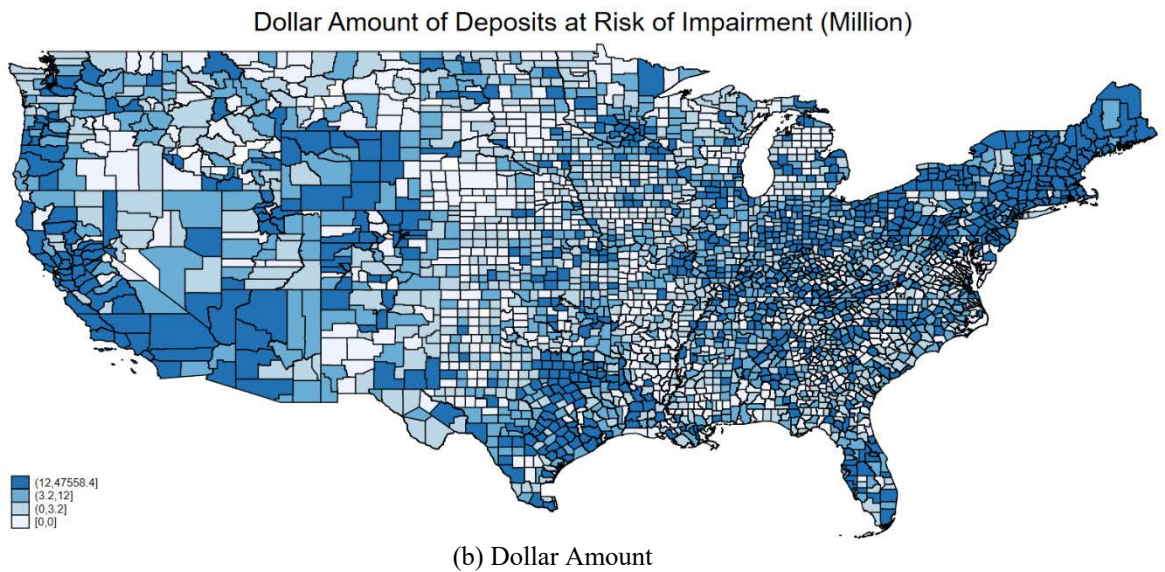 Dollar Amount of Deposits at Risk of Impairment (Million)
(12,47558.4]
(3.2,12]
(0,3.2]
[0,0]
(b) Dollar Amount